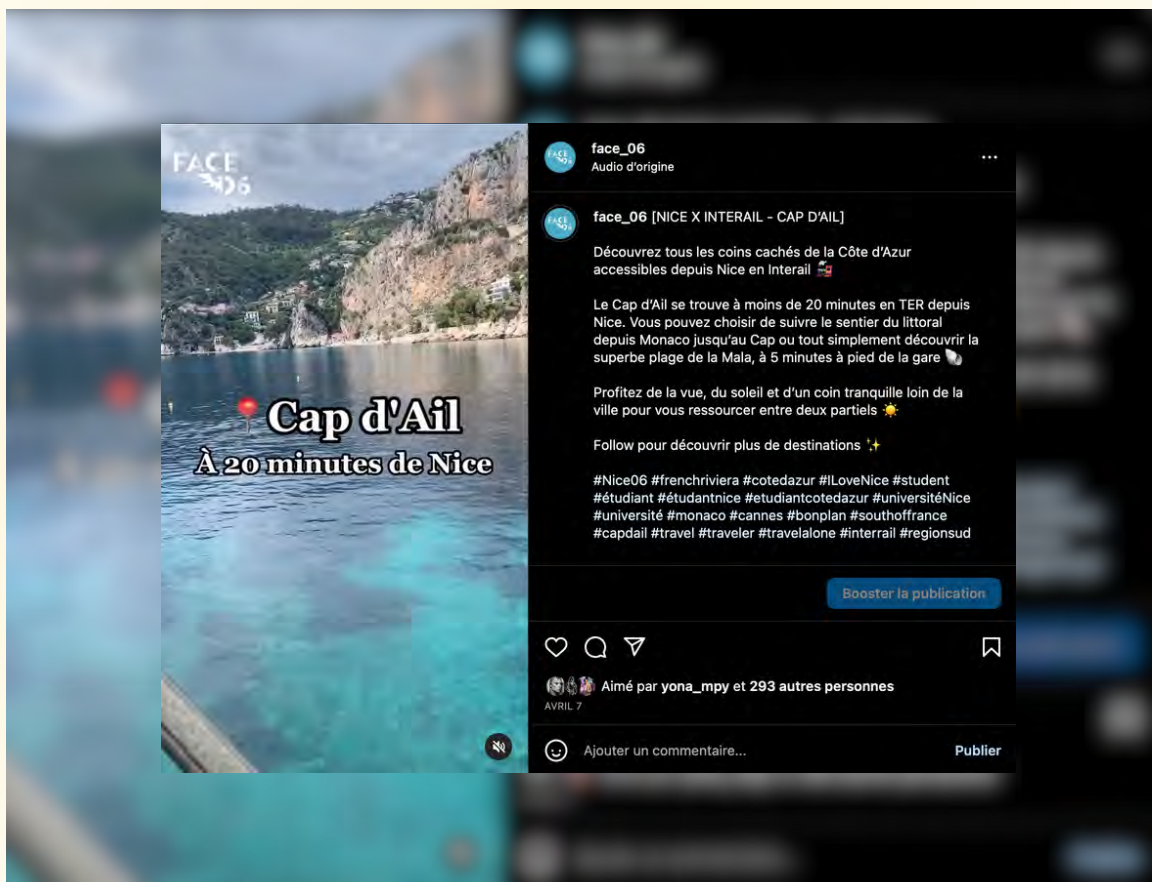 FACE
06
📍 Cap d'Ail
À 20 minutes de Nice
face_06
Audio d'origine
face_06 [NICE X INTERAIL - CAP D'AIL]
Découvrez tous les coins cachés de la Côte d'Azur
accessibles depuis Nice en Interail 🚂
Le Cap d'Ail se trouve à moins de 20 minutes en TER depuis
Nice. Vous pouvez choisir de suivre le sentier du littoral
depuis Monaco jusqu'au Cap ou tout simplement découvrir la
superbe plage de la Mala, à 5 minutes à pied de la gare 🐚
Profitez de la vue, du soleil et d'un coin tranquille loin de la
ville pour vous ressourcer entre deux partiels ☀️
Follow pour découvrir plus de destinations ✨
#Nice06 #frenchriviera #cotedazur #ILoveNice #student
#étudiant #étudantnice #etudiantcotedazur #universitéNice
#université #monaco #cannes #bonplan #southoffrance
#capdail #travel #traveler #travelalone #interrail #regionsud
Booster la publication
Aimé par yona_mpy et 293 autres personnes
AVRIL 7
Ajouter un commentaire... Publier